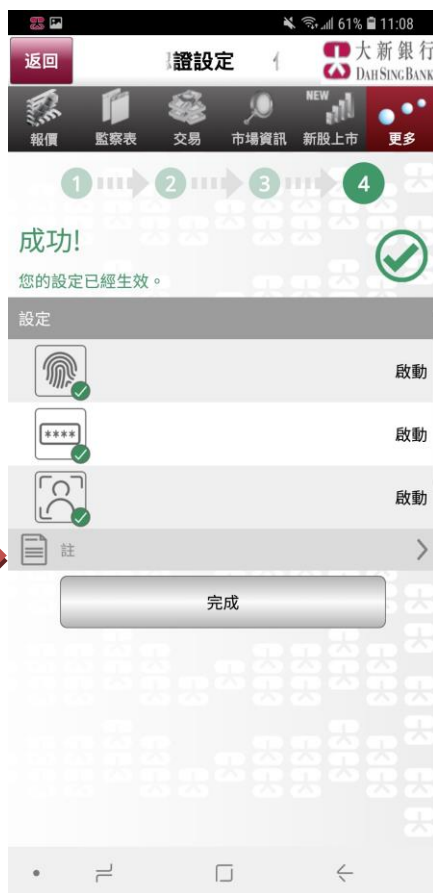 61% 11:08
返回
證設定
大新銀行
DAH SING BANK
報價
監察表
交易
市場資訊
NEW
新股上市
更多
1 2 3 4
成功!
您的設定已經生效。
設定
啟動
****
啟動
啟動
註
完成